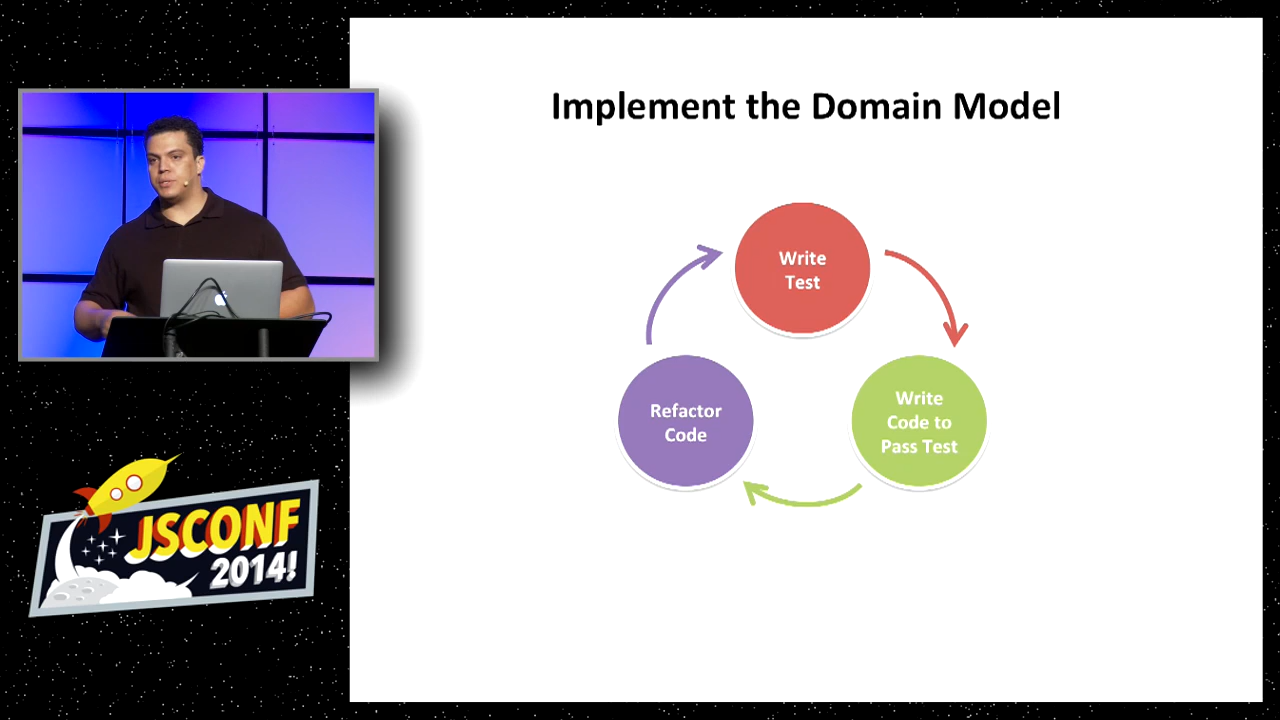 Implement the Domain Model
Write
Test
Write
Code to
Pass Test
Refactor
Code
JSCONF
2014!